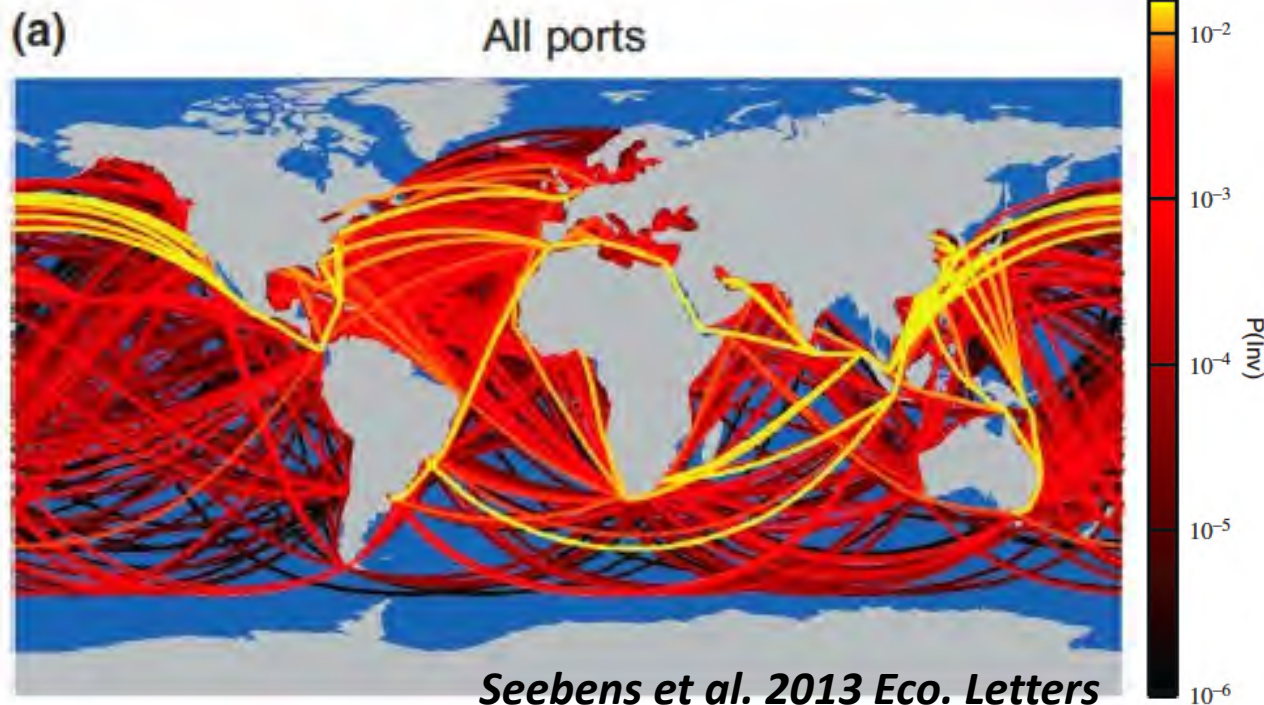 (a)
All ports
10⁻²
10⁻³
10⁻⁴
10⁻⁵
10⁻⁶
P(Inv)
Seebens et al. 2013 Eco. Letters